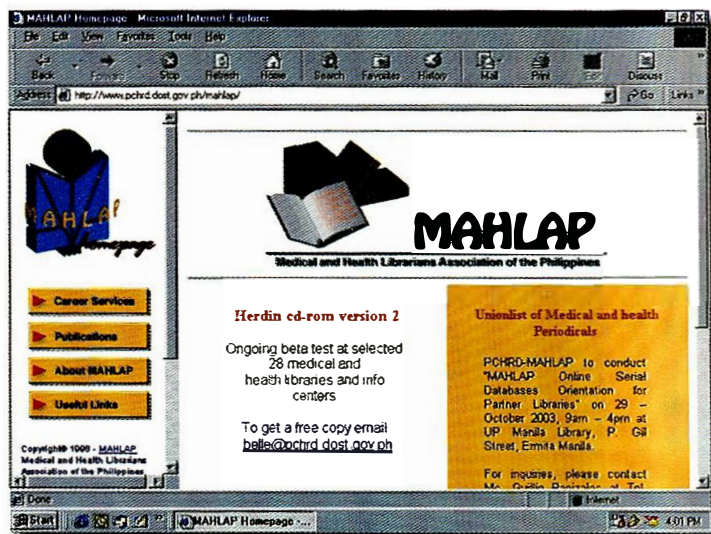 MAHLAP Homepage - Microsoft Internet Explorer
File Edit View Favorites Tools Help
Back Forward Stop Refresh Home Search Favorites History Mail Print Edit Discuss
Address http://www.pchrd.dost.gov.ph/mahlap/ Go Links
MAHLAP
homepage
Career Services
Publications
About MAHLAP
Useful Links
Copyright© 1999 - MAHLAP
Medical and Health Librarians
Association of the Philippines
MAHLAP
Medical and Health Librarians Association of the Philippines
Herdin cd-rom version 2
Ongoing beta test at selected
28 medical and
health libraries and info
centers
To get a free copy email
belle@pchrd.dost.gov.ph
Unionlist of Medical and health
Periodicals
PCHRD-MAHLAP to conduct
"MAHLAP Online Serial
Databases Orientation for
Partner Libraries" on 29 –
October 2003, 9am – 4pm at
UP Manila Library, P. Gil
Street, Ermita Manila.
For inquiries, please contact
at Tel
Done Internet
Start MAHLAP Homepage -... 4:01 PM